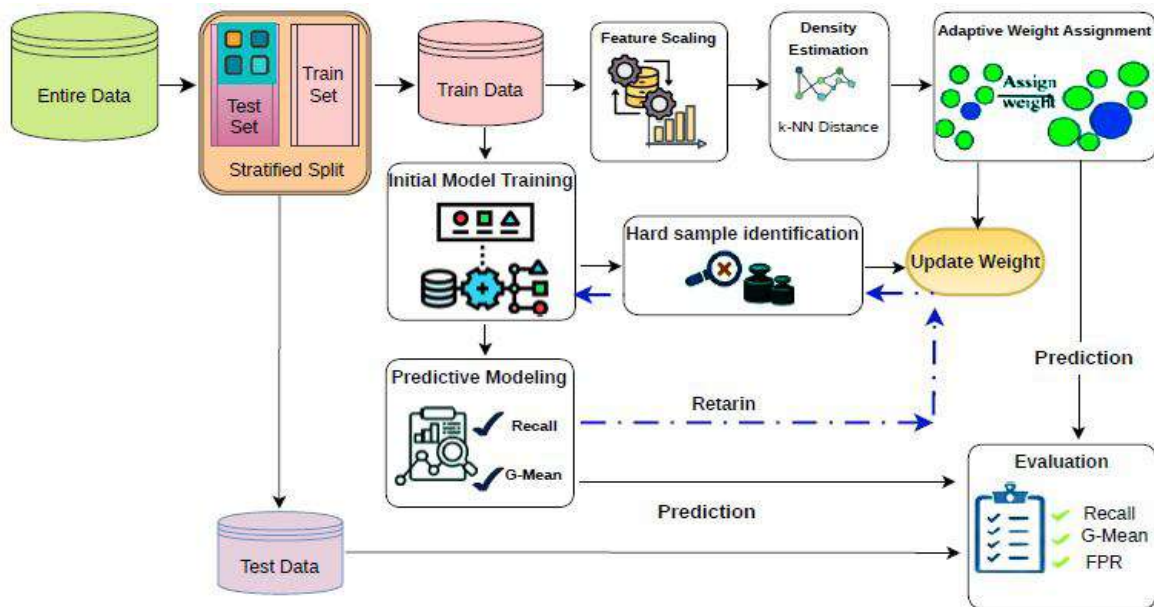 Entire Data
Test
Set
Train
Set
Stratified Split
Train Data
Feature Scaling
Density
Estimation
k-NN Distance
Adaptive Weight Assignment
Assign
weight
Initial Model Training
Hard sample identification
Update Weight
Prediction
Predictive Modeling
Recall
G-Mean
Retarin
Prediction
Evaluation
Recall
G-Mean
FPR
Test Data